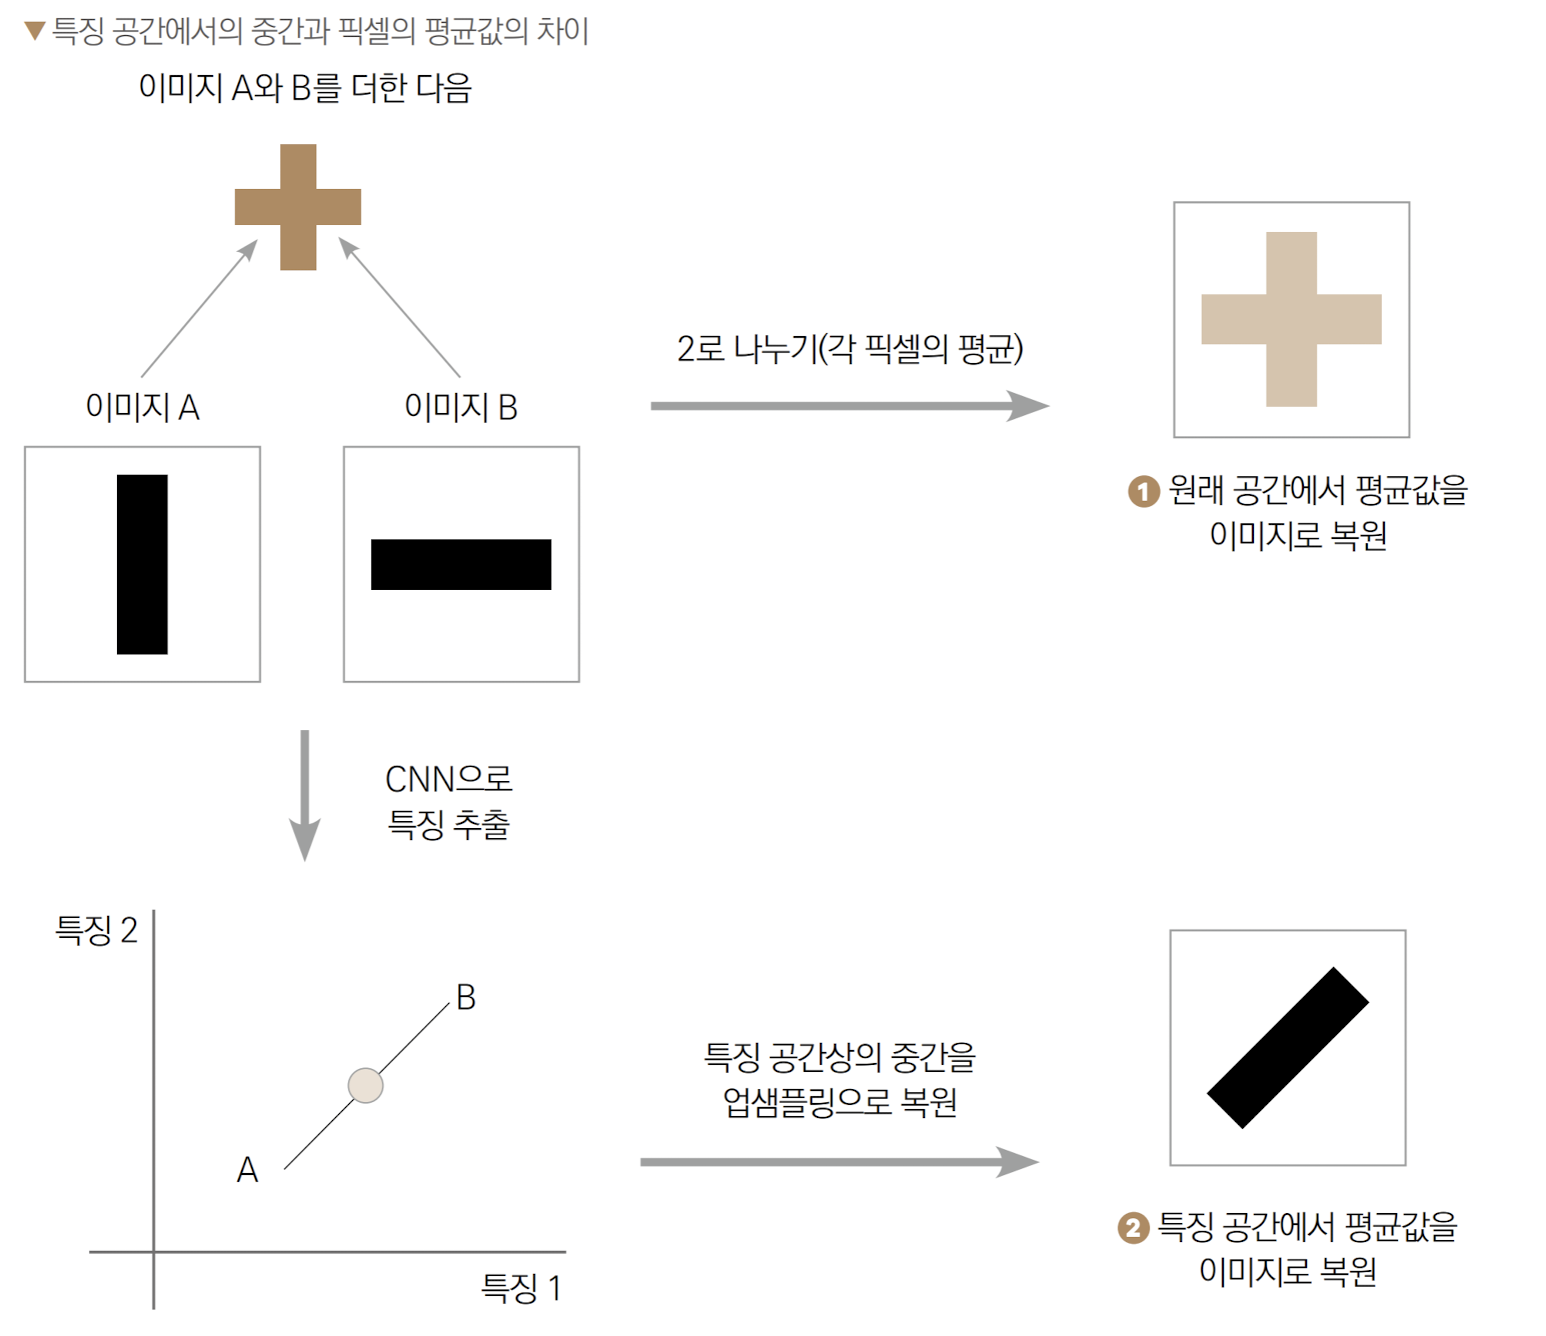 ▼ 특징 공간에서의 중간과 픽셀의 평균값의 차이
이미지 A와 B를 더한 다음
이미지 A
이미지 B
2로 나누기(각 픽셀의 평균)
1 원래 공간에서 평균값을
이미지로 복원
CNN으로
특징 추출
특징 2
B
A
특징 1
특징 공간상의 중간을
업샘플링으로 복원
2 특징 공간에서 평균값을
이미지로 복원